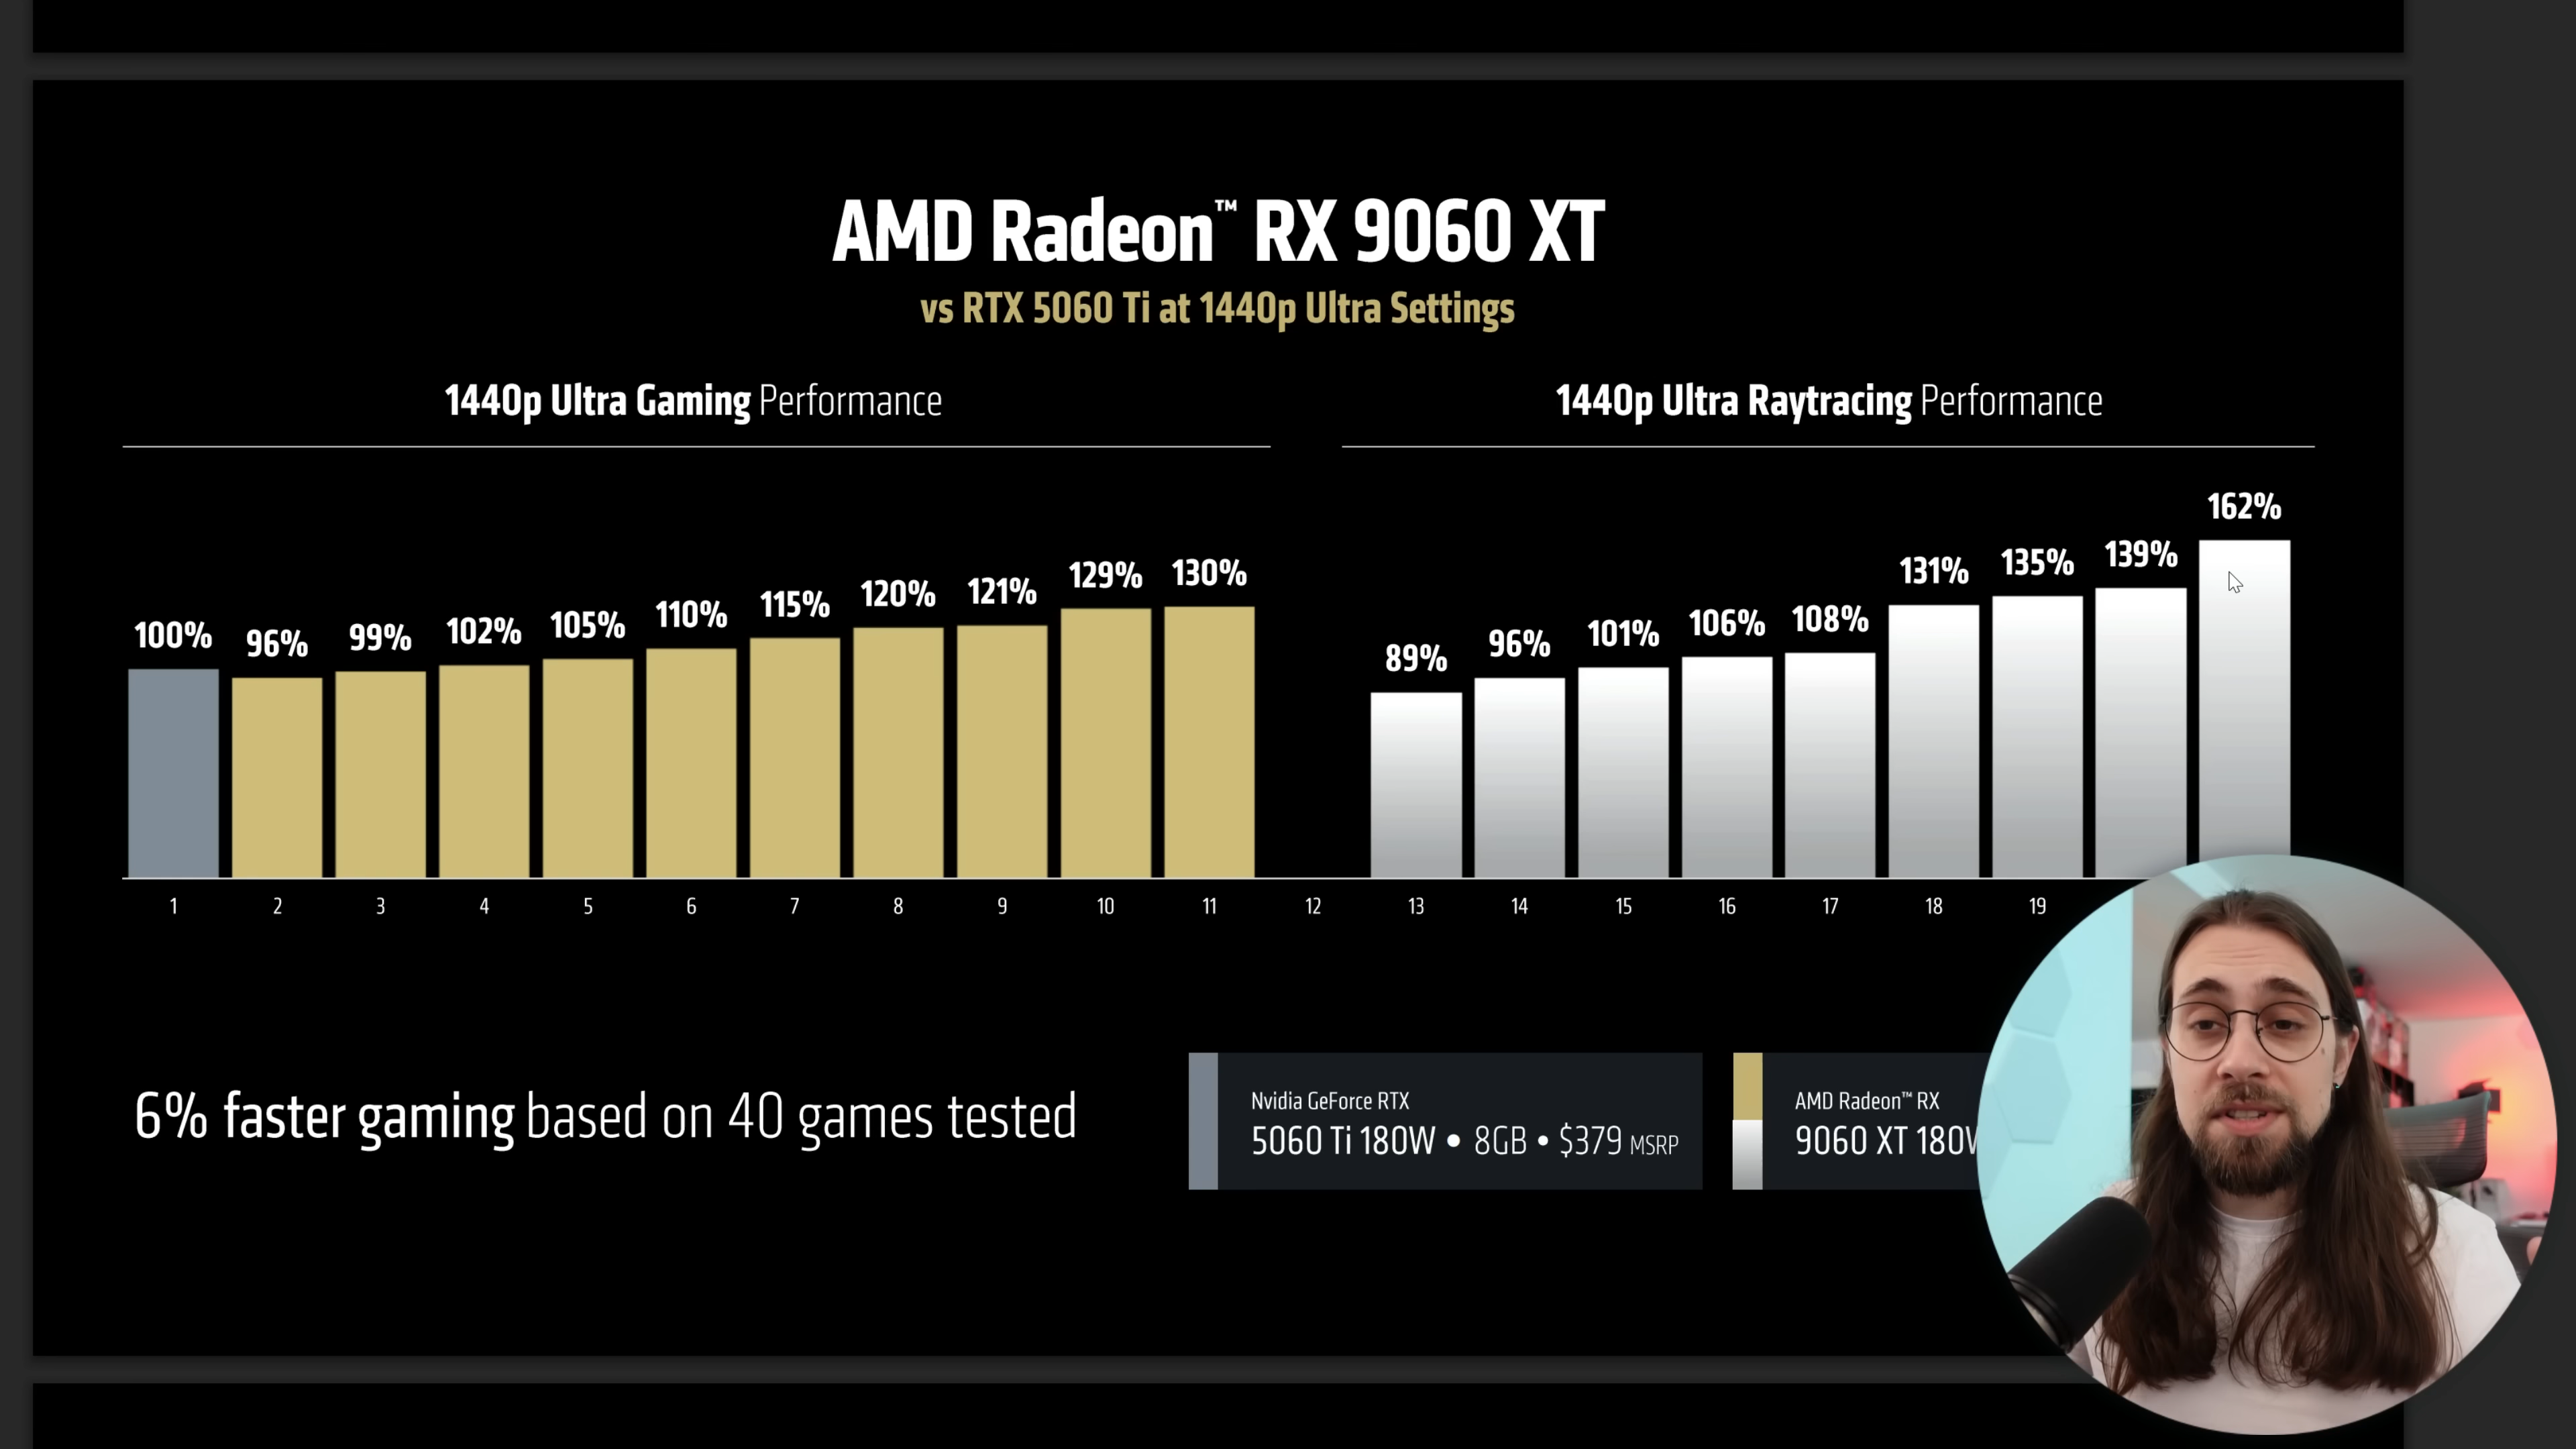 AMD Radeon™ RX 9060 XT
vs RTX 5060 Ti at 1440p Ultra Settings
1440p Ultra Gaming Performance
100% 96% 99% 102% 105% 110% 115% 120% 121% 129% 130%
1 2 3 4 5 6 7 8 9 10 11 12
1440p Ultra Raytracing Performance
89% 96% 101% 106% 108% 131% 135% 139% 162%
13 14 15 16 17 18 19
6% faster gaming based on 40 games tested
Nvidia GeForce RTX
5060 Ti 180W • 8GB • $379 MSRP
AMD Radeon™ RX
9060 XT